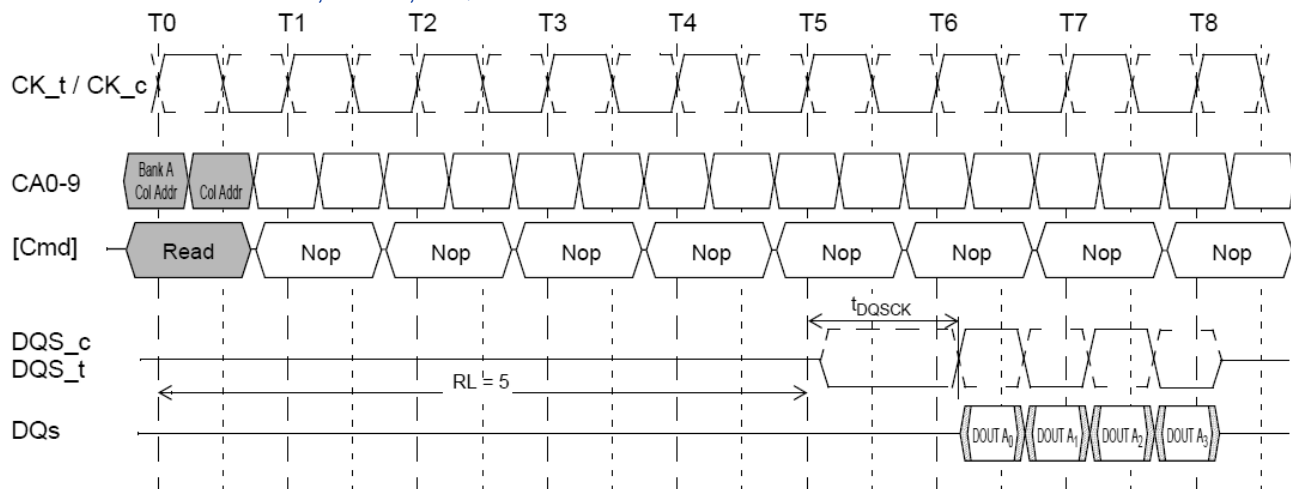 T0 T1 T2 T3 T4 T5 T6 T7 T8
CK_t / CK_c
Bank A
CA0-9 Col Addr Col Addr
[Cmd] Read Nop Nop Nop Nop Nop Nop Nop Nop
tDQSCK
DQS_c
DQS_t
RL = 5
DQs DOUT A0 DOUT A1 DOUT A2 DOUT A3